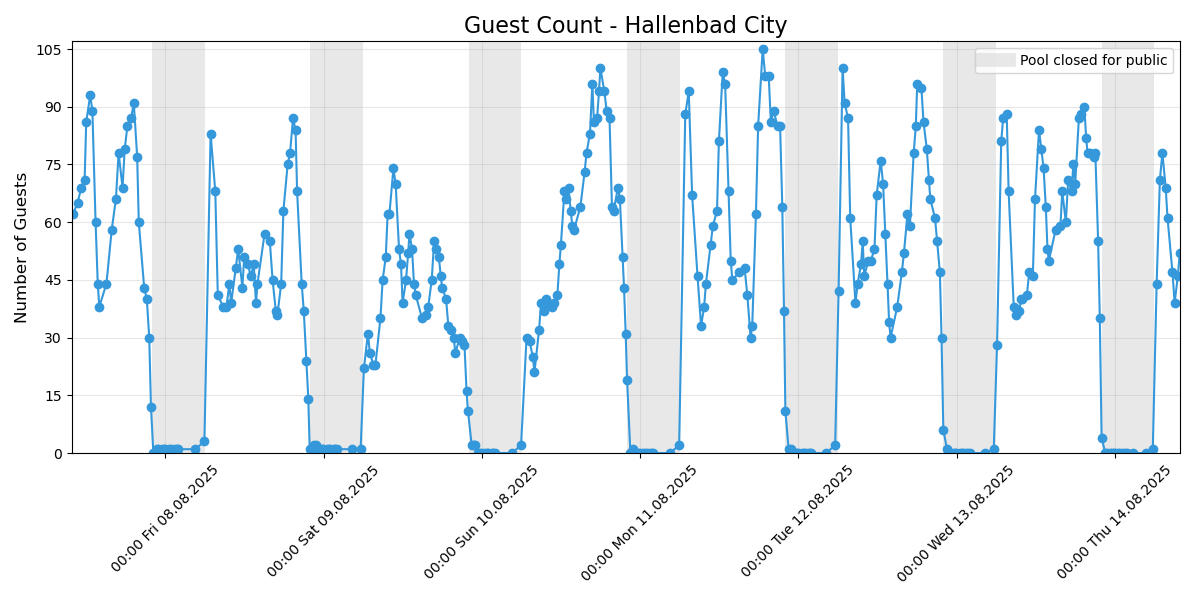 Guest Count - Hallenbad City
Pool closed for public
Number of Guests
105
90
75
60
45
30
15
0
00:00 Fri 08.08.2025
00:00 Sat 09.08.2025
00:00 Sun 10.08.2025
00:00 Mon 11.08.2025
00:00 Tue 12.08.2025
00:00 Wed 13.08.2025
00:00 Thu 14.08.2025